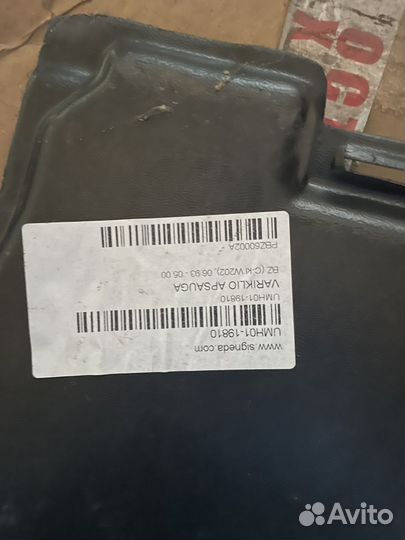 www.signeda.com
UMH01-19810
UMH01-19810
VARIKLIO APSAUGA
BZ (C-kl W202), 06.93 - 05.00
PBZ60002A
Avito